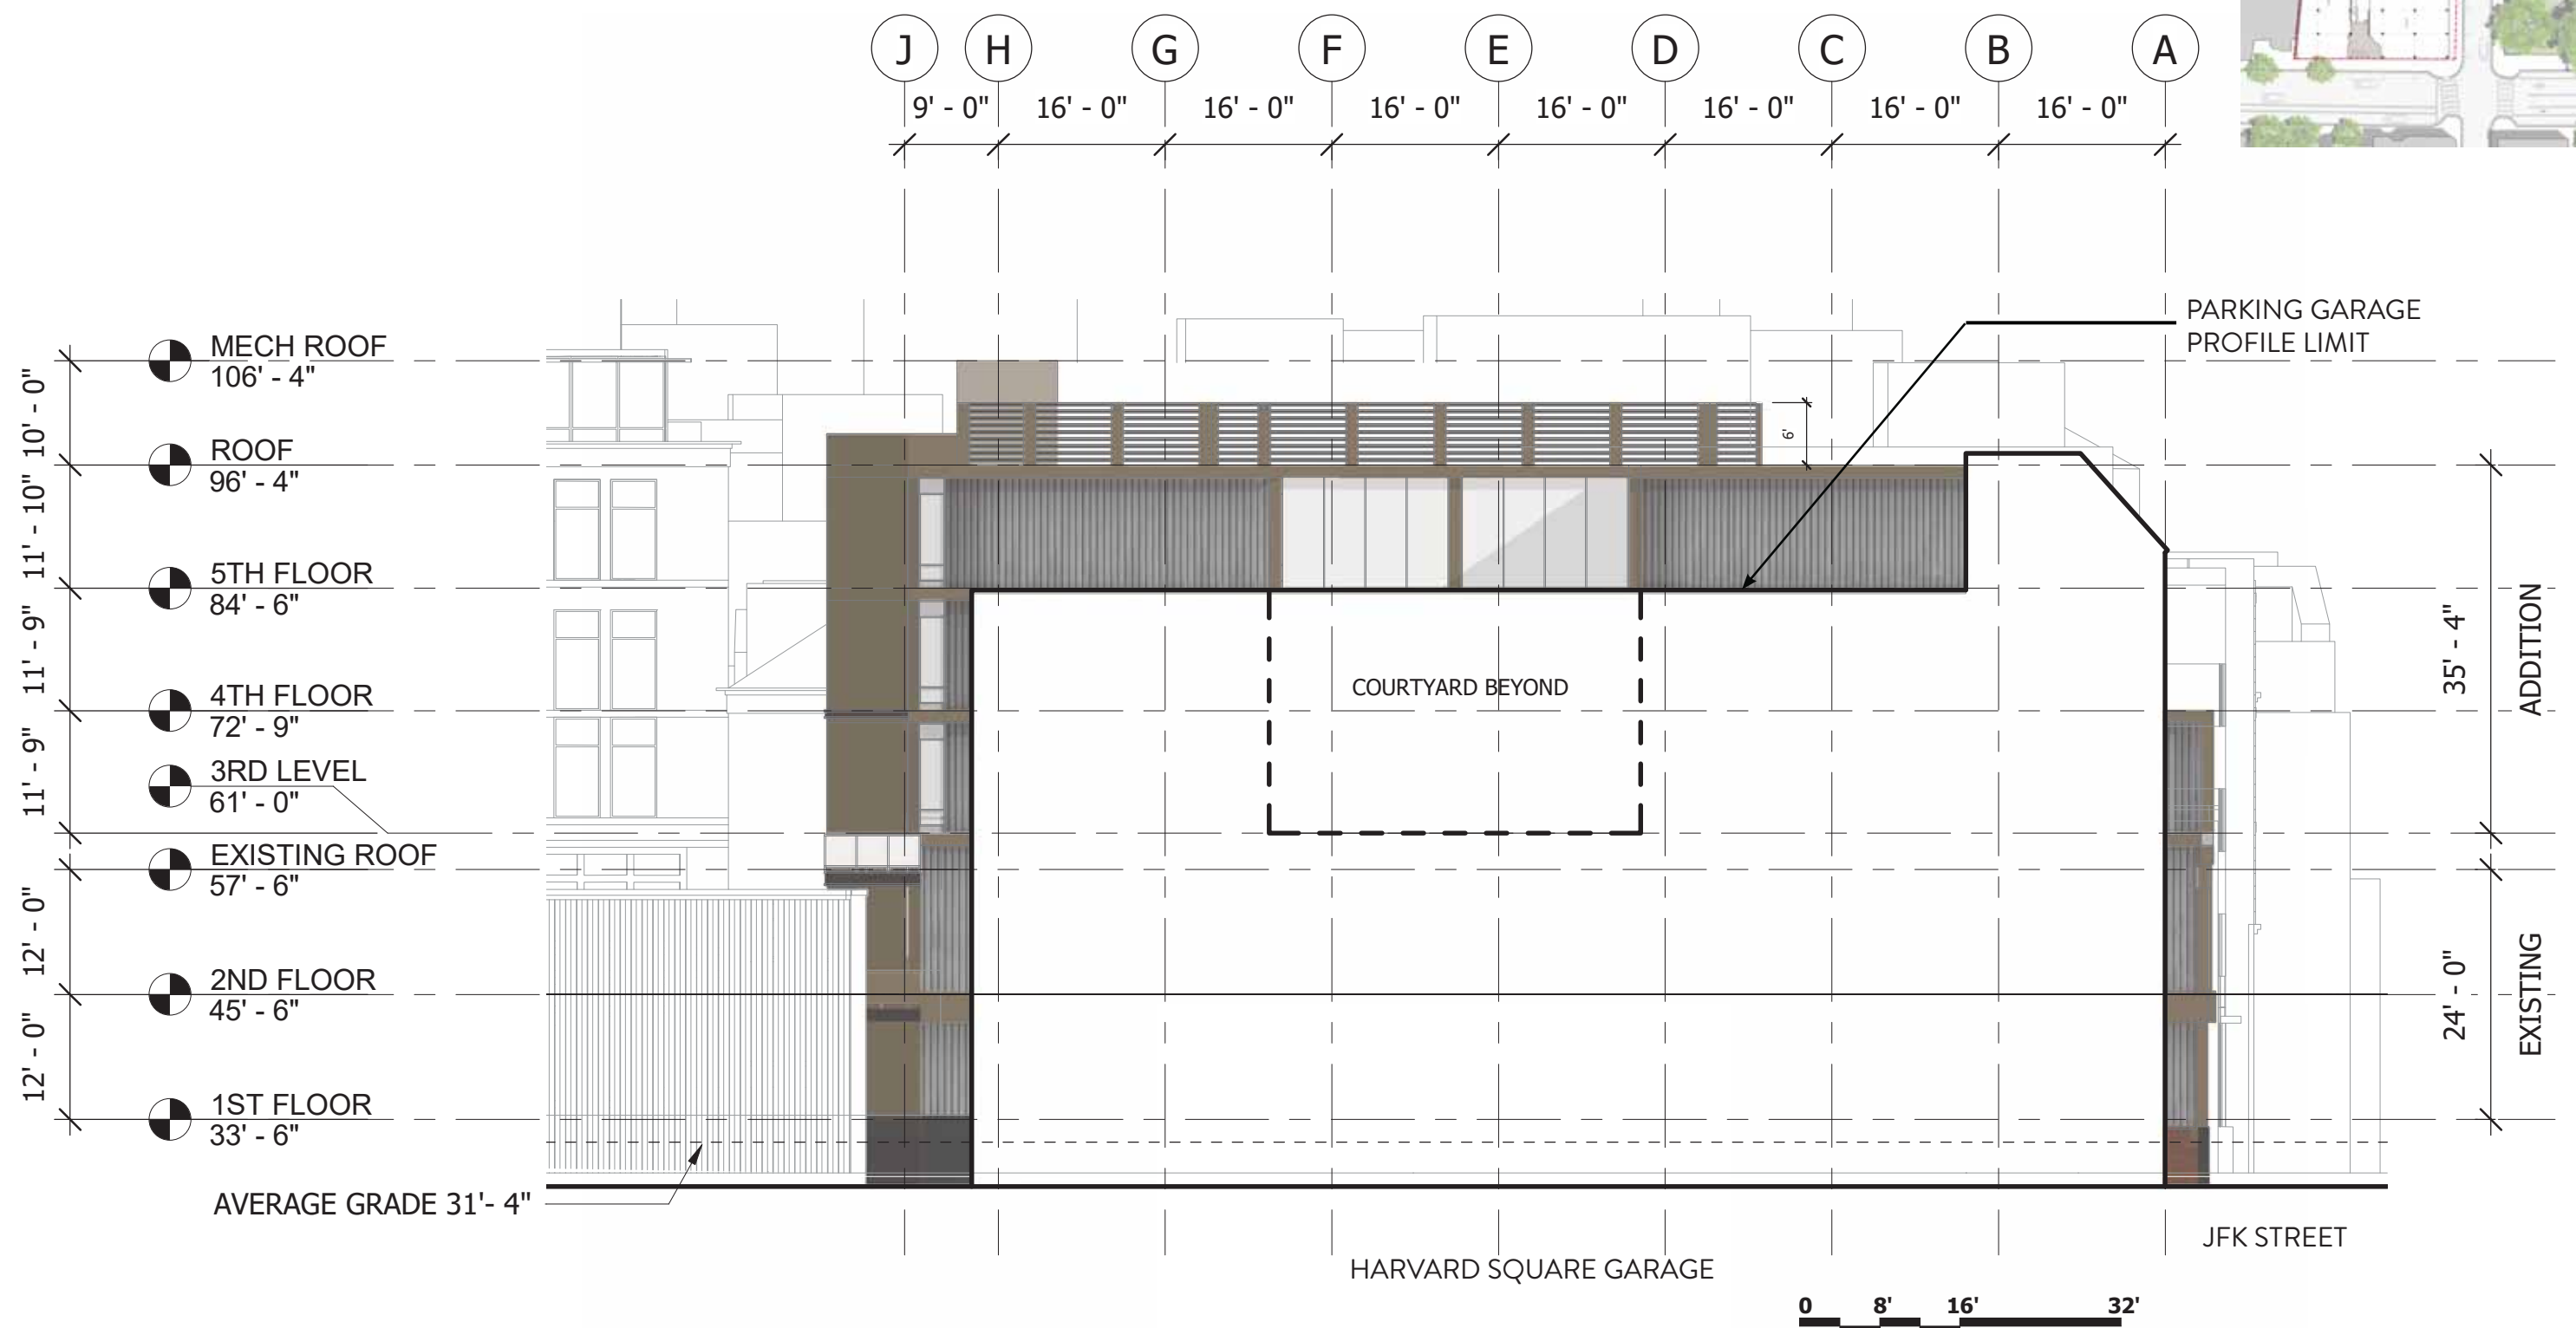 J H G F E D C B A
9' - 0" 16' - 0" 16' - 0" 16' - 0" 16' - 0" 16' - 0" 16' - 0" 16' - 0"
PARKING GARAGE
PROFILE LIMIT
MECH ROOF
106' - 4"
10' - 0"
ROOF
96' - 4"
6'
11' - 10"
5TH FLOOR
84' - 6"
11' - 9"
4TH FLOOR
72' - 9"
11' - 9"
3RD LEVEL
61' - 0"
EXISTING ROOF
57' - 6"
12' - 0"
2ND FLOOR
45' - 6"
12' - 0"
1ST FLOOR
33' - 6"
AVERAGE GRADE 31'- 4"
COURTYARD BEYOND
35' - 4"
ADDITION
24' - 0"
EXISTING
JFK STREET
HARVARD SQUARE GARAGE
0 8' 16' 32'